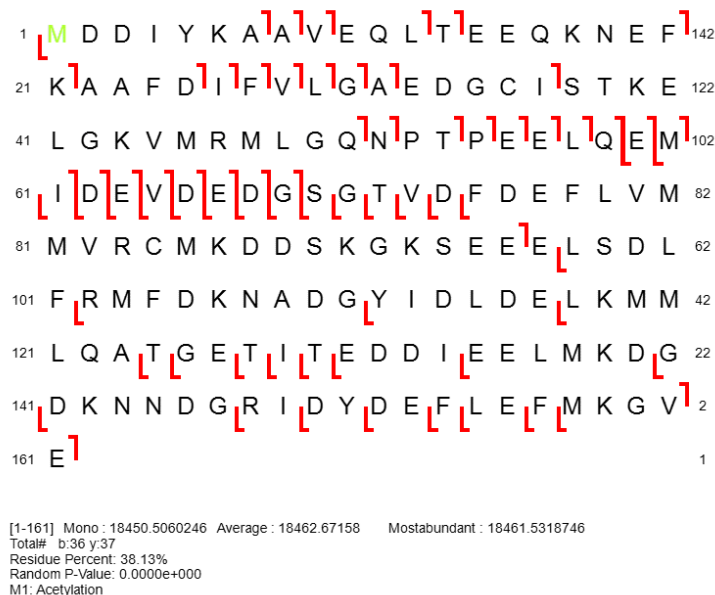 1 M D D I Y K A A V E Q L T E E Q K N E F 142
21 K A A F D I F V L G A E D G C I S T K E 122
41 L G K V M R M L G Q N P T P E E L Q E M 102
61 I D E V D E D G S G T V D F D E F L V M 82
81 M V R C M K D D S K G K S E E E L S D L 62
101 F R M F D K N A D G Y I D L D E L K M M 42
121 L Q A T G E T I T E D D I E E L M K D G 22
141 D K N N D G R I D Y D E F L E F M K G V 2
161 E 1
[1-161] Mono : 18450.5060246 Average : 18462.67158 Mostabundant : 18461.5318746
Total# b:36 y:37
Residue Percent: 38.13%
Random P-Value: 0.0000e+000
M1: Acetylation